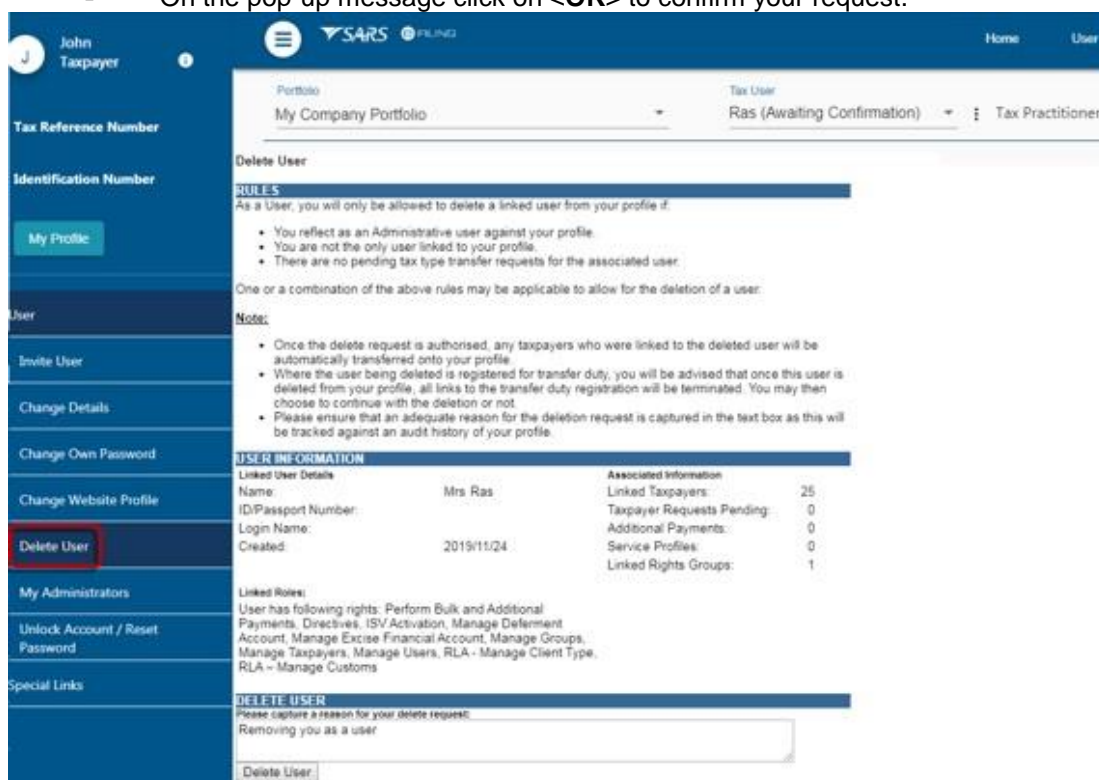 On the pop-up message click on <OK> to confirm your request.
J
John
Taxpayer
SARS eFILING
Home
User
Portfolio
My Company Portfolio
Tax User
Ras (Awaiting Confirmation)
Tax Practitioner
Tax Reference Number
Identification Number
My Profile
User
Invite User
Change Details
Change Own Password
Change Website Profile
Delete User
My Administrators
Unlock Account / Reset
Password
Special Links
Delete User
RULES
As a User, you will only be allowed to delete a linked user from your profile if:
• You reflect as an Administrative user against your profile.
• You are not the only user linked to your profile.
• There are no pending tax type transfer requests for the associated user.
One or a combination of the above rules may be applicable to allow for the deletion of a user.
Note:
• Once the delete request is authorised, any taxpayers who were linked to the deleted user will be
automatically transferred onto your profile.
• Where the user being deleted is registered for transfer duty, you will be advised that once this user is
deleted from your profile, all links to the transfer duty registration will be terminated. You may then
choose to continue with the deletion or not.
• Please ensure that an adequate reason for the deletion request is captured in the text box as this will
be tracked against an audit history of your profile.
USER INFORMATION
Linked User Details
Name: Mrs Ras
ID/Passport Number:
Login Name:
Created: 2019/11/24
Associated Information
Linked Taxpayers: 25
Taxpayer Requests Pending: 0
Additional Payments: 0
Service Profiles: 0
Linked Rights Groups: 1
Linked Roles:
User has following rights: Perform Bulk and Additional
Payments, Directives, ISV Activation, Manage Deferment
Account, Manage Excise Financial Account, Manage Groups,
Manage Taxpayers, Manage Users, RLA - Manage Client Type,
RLA – Manage Customs
DELETE USER
Please capture a reason for your delete request:
Removing you as a user
Delete User